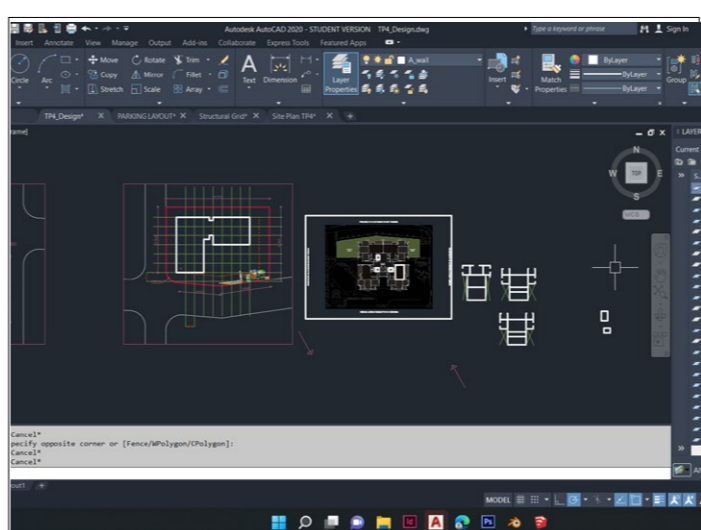 Autodesk AutoCAD 2020 - STUDENT VERSION TP4_Design.dwg
Type a keyword or phrase
Sign In
Insert Annotate View Manage Output Add-ins Collaborate Express Tools Featured Apps
Circle
Arc
Move Rotate Trim
Copy Mirror Fillet
Stretch Scale Array
Text
Dimension
Layer
Properties
A_wall
Insert
Match
Properties
ByLayer
ByLayer
ByLayer
Group
TP4_Design* X PARKING LAYOUT* X Structural Grid* X Site Plan TP4* X +
rame]
N
W TOP E
S
WCS
LAYER
Current
S..
Cancel*
pecify opposite corner or [Fence/WPolygon/CPolygon]:
Cancel*
Cancel*
All
out1 +
MODEL
Id A Ps